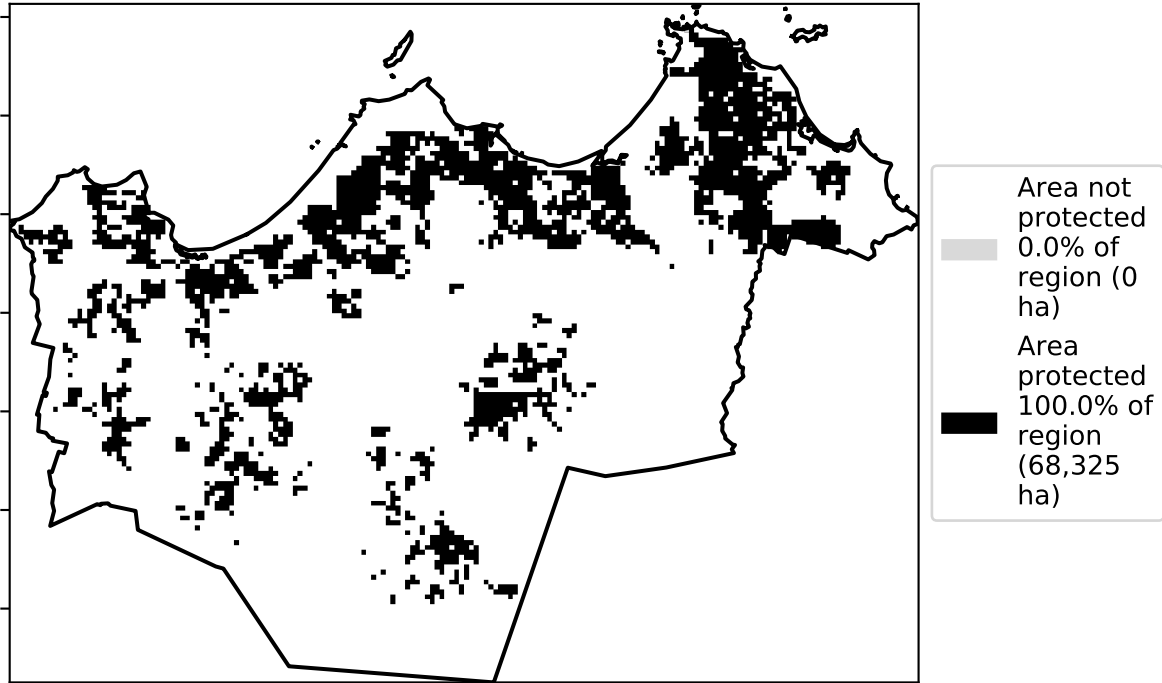 Area not
protected
0.0% of
region (0
ha)
Area
protected
100.0% of
region
(68,325
ha)